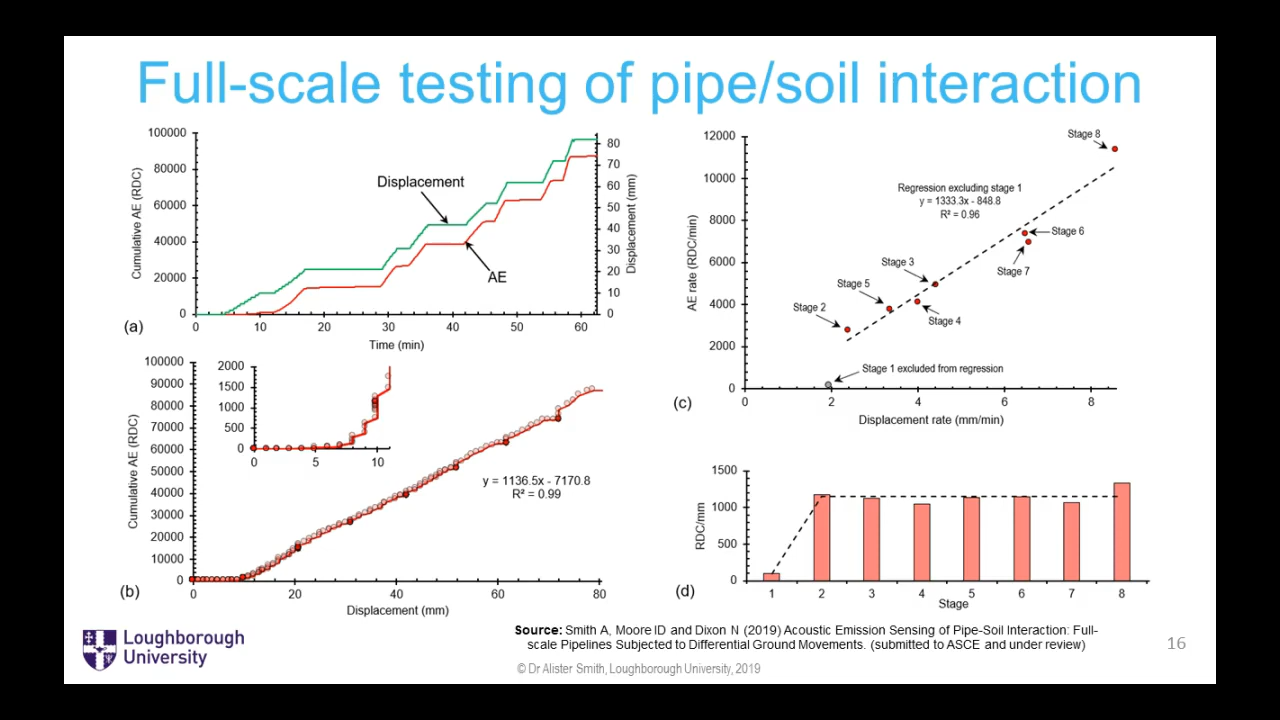 Full-scale testing of pipe/soil interaction
100000
80000
60000
40000
20000
0
Cumulative AE (RDC)
80
70
60
50
40
30
20
10
0
Displacement (mm)
Displacement
AE
0 10 20 30 40 50 60
Time (min)
(a)
100000
90000
80000
70000
60000
50000
40000
30000
20000
10000
0
Cumulative AE (RDC)
2000
1500
1000
500
0
0 5 10
y = 1136.5x - 7170.8
R² = 0.99
0 20 40 60 80
Displacement (mm)
(b)
12000
10000
8000
6000
4000
2000
0
AE rate (RDC/min)
Stage 8
Regression excluding stage 1
y = 1333.3x - 848.8
R² = 0.96
Stage 6
Stage 7
Stage 3
Stage 5
Stage 2
Stage 4
Stage 1 excluded from regression
0 2 4 6 8
Displacement rate (mm/min)
(c)
1500
1000
500
0
RDC/mm
1 2 3 4 5 6 7 8
Stage
(d)
Loughborough
University
Source: Smith A, Moore ID and Dixon N (2019) Acoustic Emission Sensing of Pipe-Soil Interaction: Full-
scale Pipelines Subjected to Differential Ground Movements. (submitted to ASCE and under review)
16
© Dr Alister Smith, Loughborough University, 2019